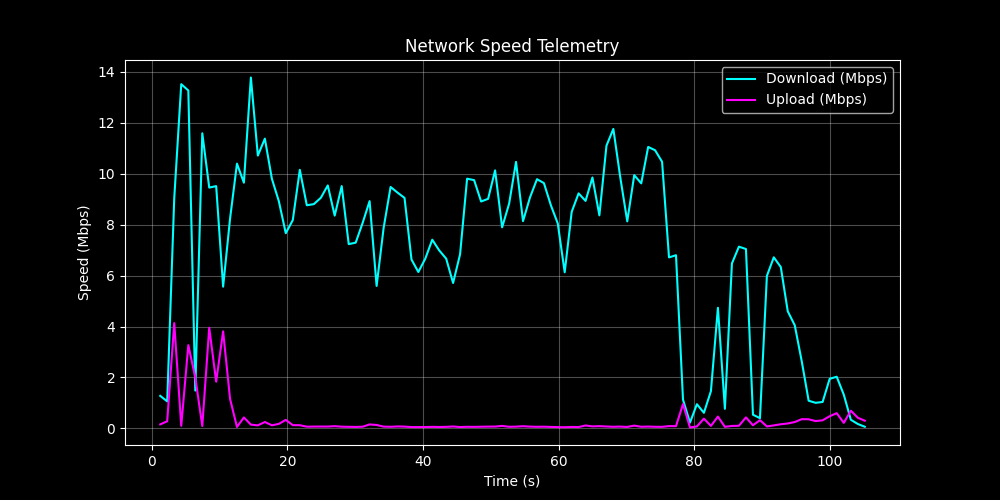 Network Speed Telemetry
Download (Mbps)
Upload (Mbps)
Speed (Mbps)
14
12
10
8
6
4
2
0
0 20 40 60 80 100
Time (s)